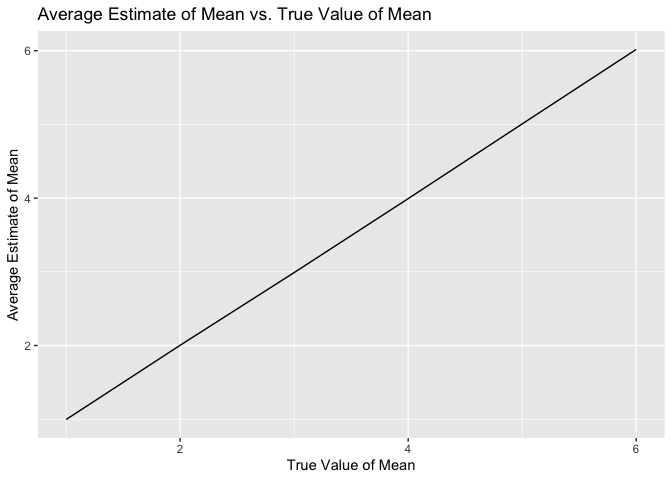 Average Estimate of Mean vs. True Value of Mean
6
4
2
Average Estimate of Mean
2 4 6
True Value of Mean